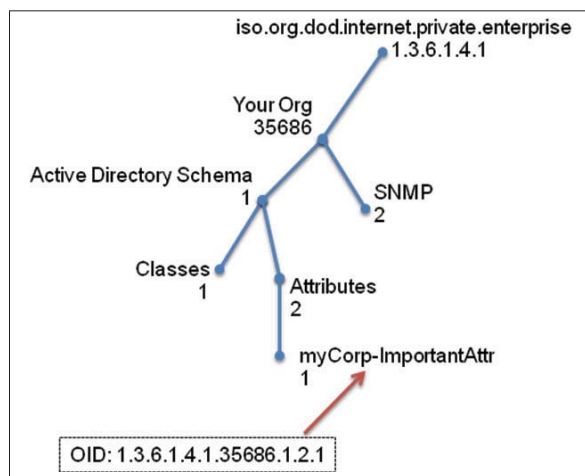 iso.org.dod.internet.private.enterprise
1.3.6.1.4.1
Your Org
35686
Active Directory Schema
1
SNMP
2
Classes
1
Attributes
2
myCorp-ImportantAttr
1
OID: 1.3.6.1.4.1.35686.1.2.1